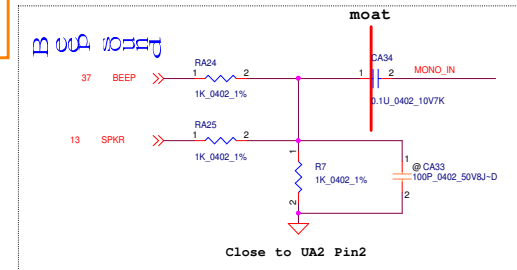 moat
Beep sound
RA24
CA34
37 BEEP
1 2
1 2
MONO_IN
1K_0402_1%
0.1U_0402_10V7K
RA25
13 SPKR
1 2
1K_0402_1%
1
R7
1K_0402_1%
2
1
@ CA33
100P_0402_50V8J~D
2
Close to UA2 Pin2